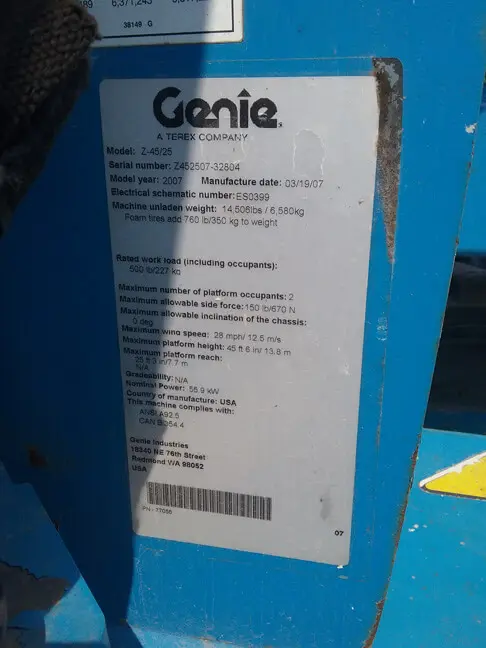 6,371,243
38149 G
Genie
A TEREX COMPANY
Model: Z-45/25
Serial number: Z452507-32804
Model year: 2007 Manufacture date: 03/19/07
Electrical schematic number: ES0399
Machine unladen weight: 14,506lbs / 6,580kg
Foam tires add 760 lb/350 kg to weight
Rated work load (including occupants):
500 lb/227 kg
Maximum number of platform occupants: 2
Maximum allowable side force: 150 lb/670 N
Maximum allowable inclination of the chassis:
0 deg
Maximum wind speed: 28 mph/ 12.5 m/s
Maximum platform height: 45 ft 6 in/ 13.8 m
Maximum platform reach:
25 ft 3 in/7.7 m
N/A
Gradeability: N/A
Nominal Power: 55.9 kW
Country of manufacture: USA
This machine complies with:
ANSI A92.5
CAN B354.4
Genie Industries
18340 NE 76th Street
Redmond WA 98052
USA
PN - 77055
07